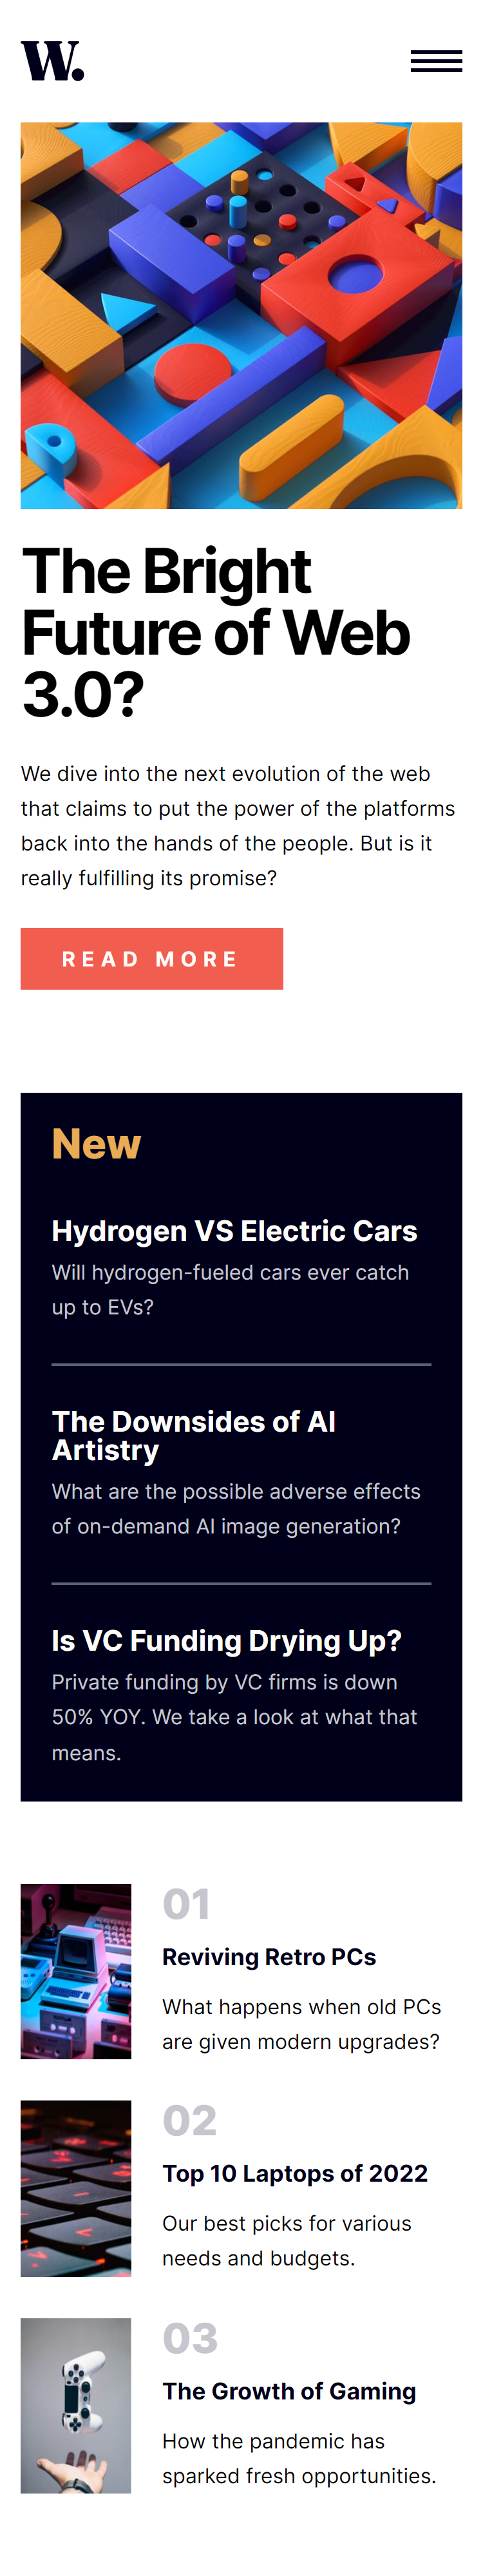 W.
The Bright
Future of Web
3.0?
We dive into the next evolution of the web
that claims to put the power of the platforms
back into the hands of the people. But is it
really fulfilling its promise?
READ MORE
New
Hydrogen VS Electric Cars
Will hydrogen-fueled cars ever catch
up to EVs?
The Downsides of AI
Artistry
What are the possible adverse effects
of on-demand AI image generation?
Is VC Funding Drying Up?
Private funding by VC firms is down
50% YOY. We take a look at what that
means.
01
Reviving Retro PCs
What happens when old PCs
are given modern upgrades?
02
Top 10 Laptops of 2022
Our best picks for various
needs and budgets.
03
The Growth of Gaming
How the pandemic has
sparked fresh opportunities.